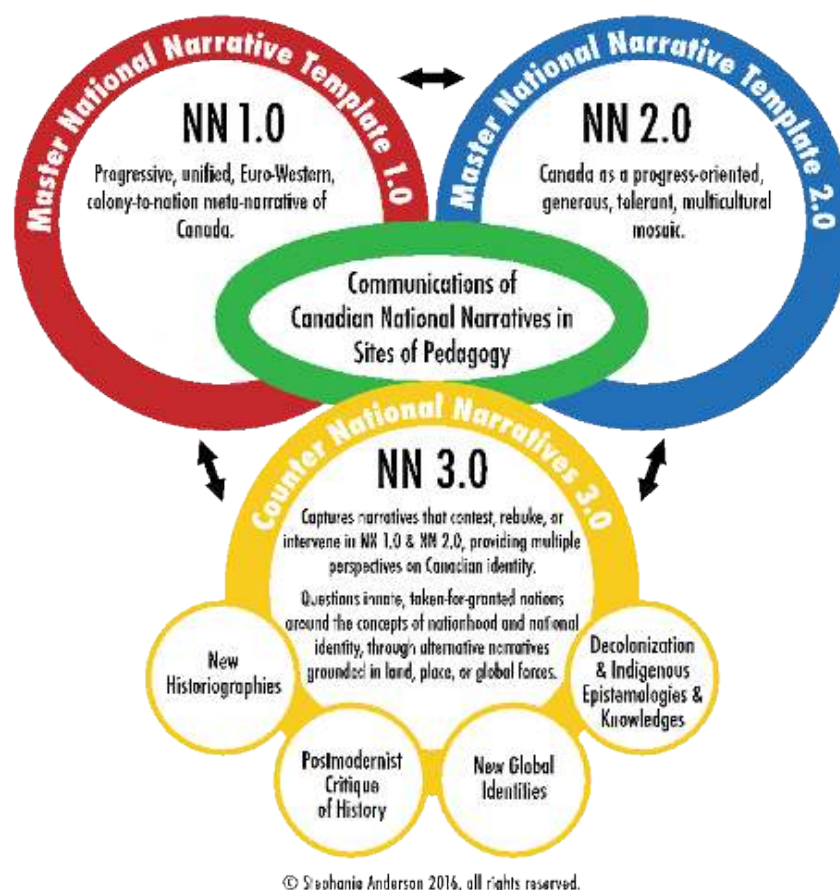 Master National Narrative Template 1.0
NN 1.0
Progressive, unified, Euro-Western,
colony-to-nation meta-narrative of
Canada.
Master National Narrative Template 2.0
NN 2.0
Canada as a progress-oriented,
generous, tolerant, multicultural
mosaic.
Communications of
Canadian National Narratives in
Sites of Pedagogy
Counter National Narratives 3.0
NN 3.0
Captures narratives that contest, rebuke, or
intervene in NN 1.0 & NN 2.0, providing multiple
perspectives on Canadian identity.
Questions innate, taken-for-granted notions
around the concepts of nationhood and national
identity, through alternative narratives
grounded in land, place, or global forces.
New
Historiographies
Postmodernist
Critique
of History
New Global
Identities
Decolonization
& Indigenous
Epistemologies &
Knowledges
© Stephanie Anderson 2016, all rights reserved.